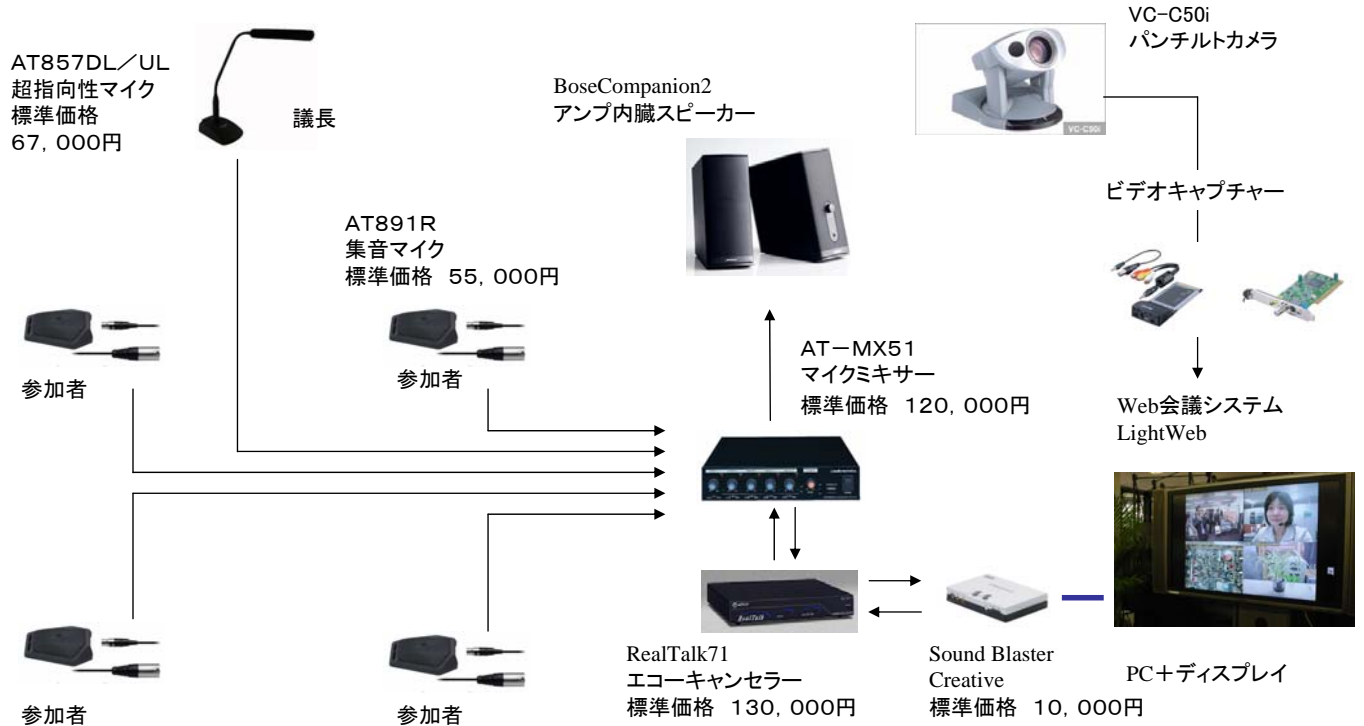 AT857DL／UL
超指向性マイク
標準価格
67，000円
議長
BoseCompanion2
アンプ内臓スピーカー
VC-C50i
パンチルトカメラ
VC-C50i
ビデオキャプチャー
AT891R
集音マイク
標準価格　55，000円
参加者
参加者
AT－MX51
マイクミキサー
標準価格　120，000円
Web会議システム
LightWeb
RealTalk
RealTalk71
エコーキャンセラー
標準価格　130，000円
Sound Blaster
Creative
標準価格　10，000円
PC＋ディスプレイ
参加者
参加者